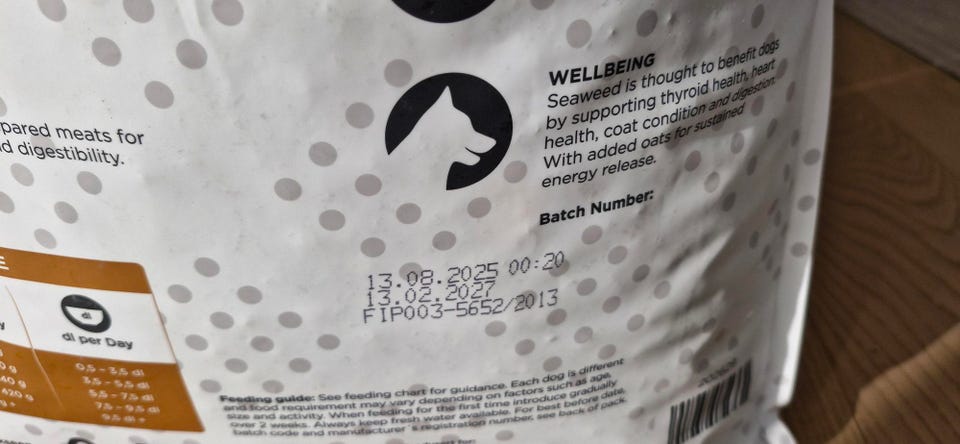 WELLBEING
Seaweed is thought to benefit dogs
by supporting thyroid health, heart
health, coat condition and digestion.
With added oats for sustained
energy release.
Batch Number:
pared meats for
d digestibility.
13.08.2025 00:20
13.02.2027
FIP003-5652/2013
E
dl
dl per Day
0,5 - 3,5 dl
3,5 - 5,5 dl
40 g
5,5 - 7,5 dl
420 g
7,5 - 9,5 dl
9,5 dl +
Feeding guide: See feeding chart for guidance. Each dog is different
and food requirement may vary depending on factors such as age,
size and activity. When feeding for the first time introduce gradually
over 2 weeks. Always keep fresh water available. For best before date,
batch code and manufacturer's registration number, see back of pack.